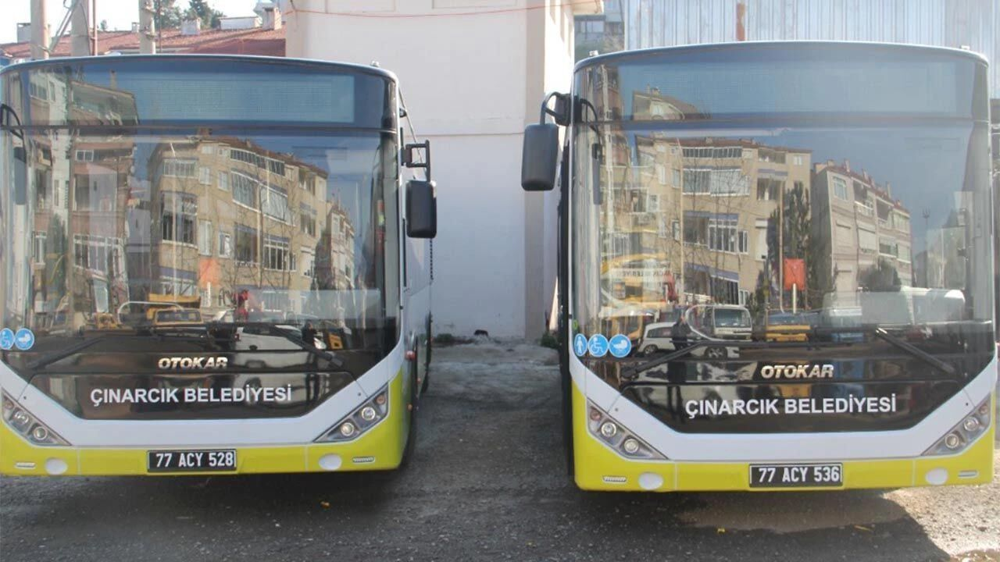 OTOKAR
ÇINARCIK BELEDİYESİ
77 ACY 528
OTOKAR
ÇINARCIK BELEDİYESİ
77 ACY 536